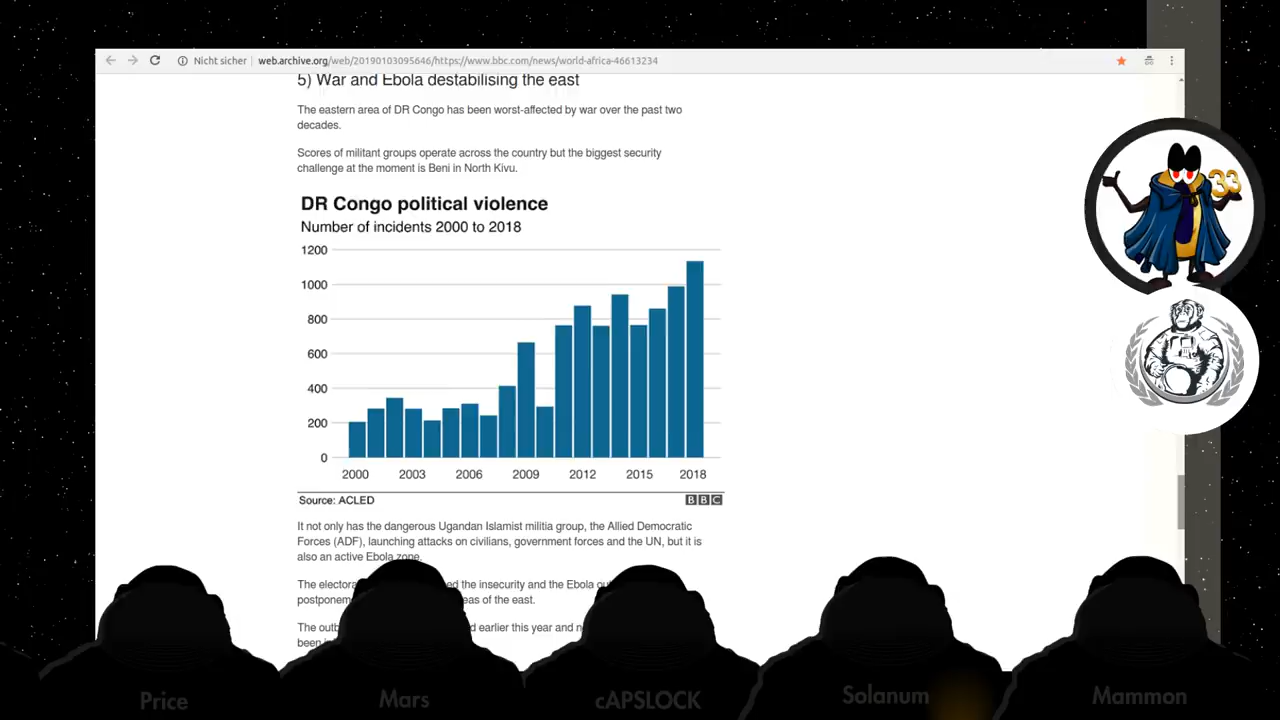 Nicht sicher web.archive.org/web/20190103095646/https://www.bbc.com/news/world-africa-46613234
5) War and Ebola destabilising the east
The eastern area of DR Congo has been worst-affected by war over the past two
decades.
Scores of militant groups operate across the country but the biggest security
challenge at the moment is Beni in North Kivu.
33
DR Congo political violence
Number of incidents 2000 to 2018
1200
1000
800
600
400
200
0
2000 2003 2006 2009 2012 2015 2018
Source: ACLED BBC
It not only has the dangerous Ugandan Islamist militia group, the Allied Democratic
Forces (ADF), launching attacks on civilians, government forces and the UN, but it is
also an active Ebola zone.
The electora ed the insecurity and the Ebola
postponem eas of the east.
The outb d earlier this year and
been
Price Mars cAPSLOCK Solanum Mammon